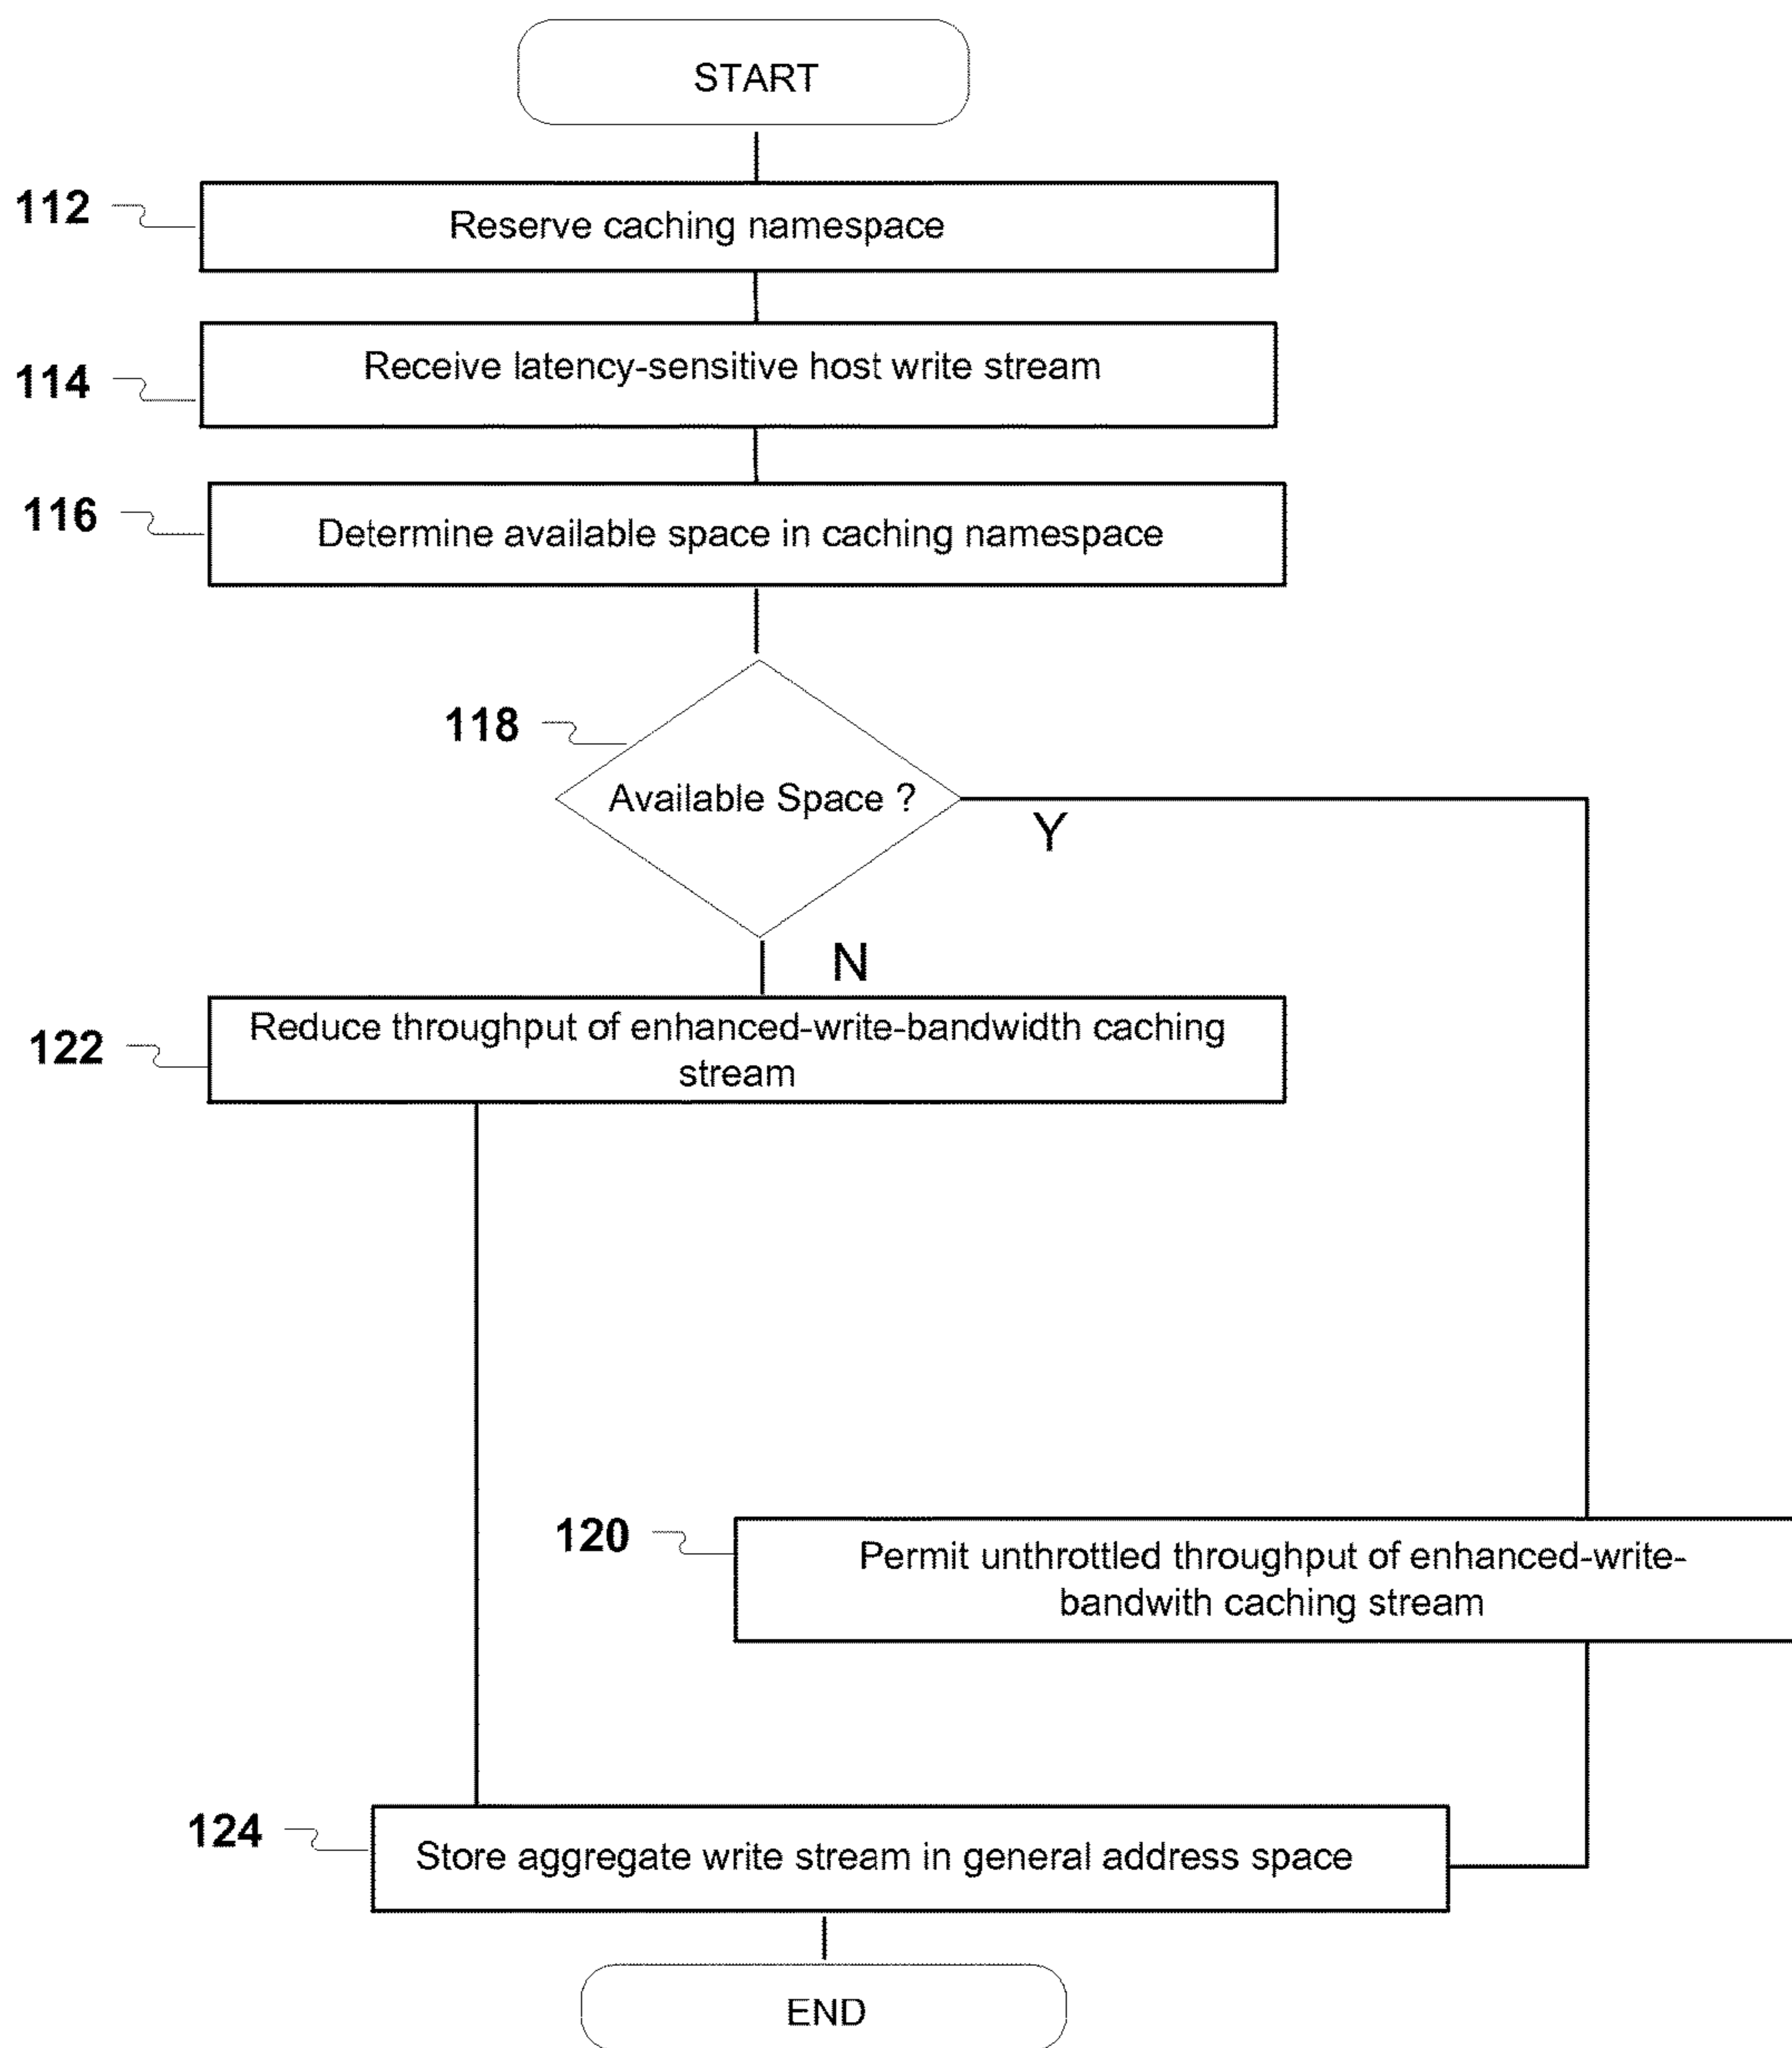 START
112
Reserve caching namespace
114
Receive latency-sensitive host write stream
116
Determine available space in caching namespace
118
Available Space ?
Y
N
122
Reduce throughput of enhanced-write-bandwidth caching
stream
120
Permit unthrottled throughput of enhanced-write-
bandwith caching stream
124
Store aggregate write stream in general address space
END